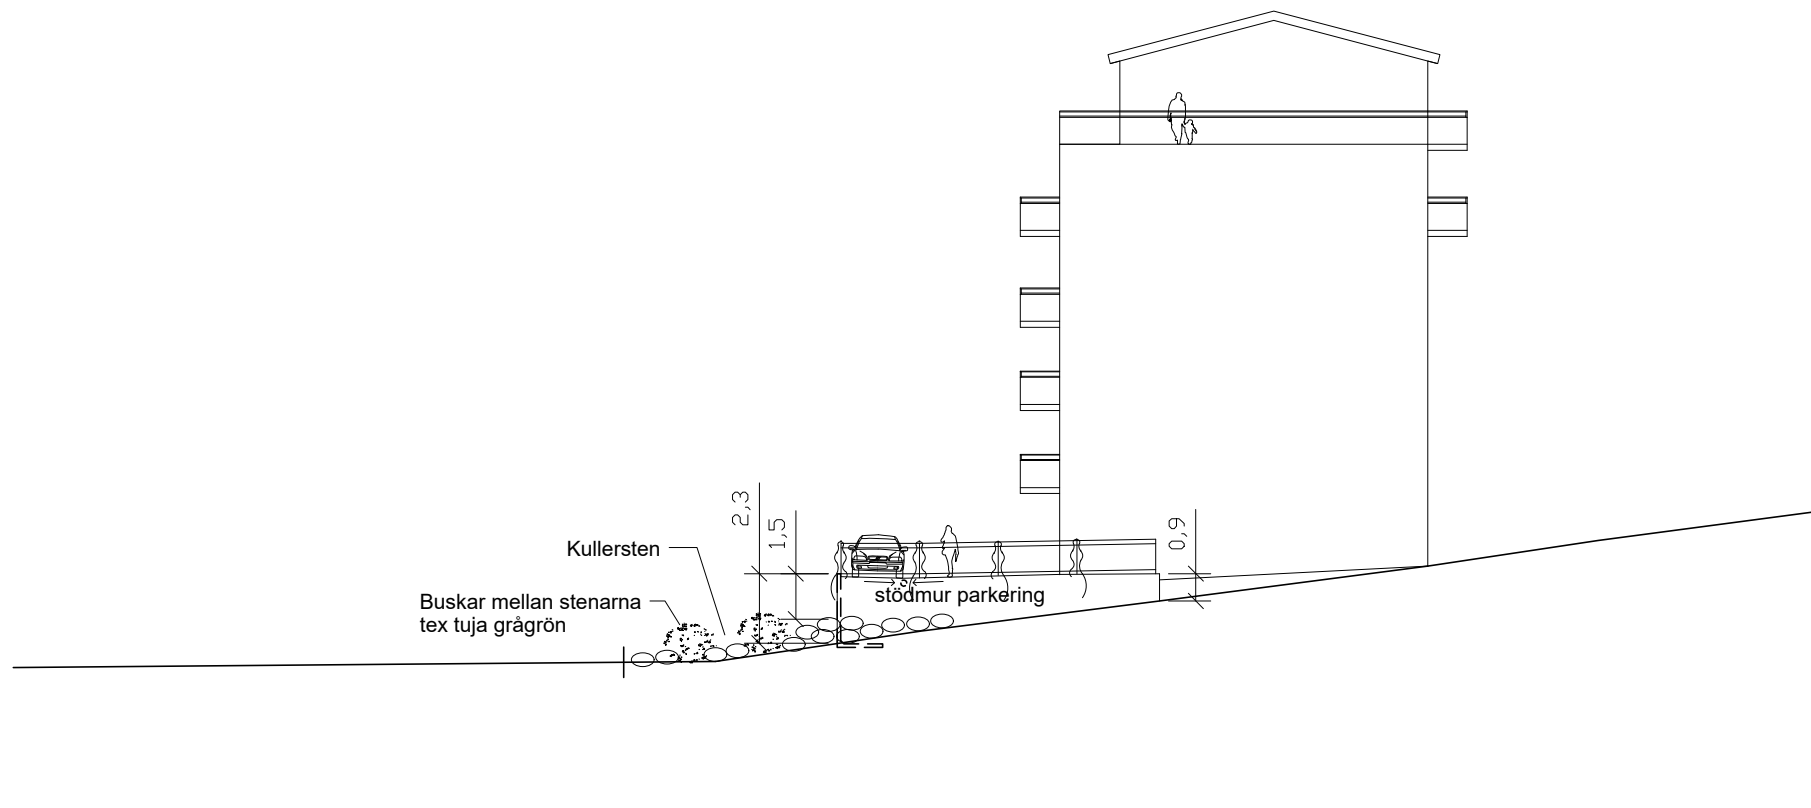 2,3
1,5
0,9
Kullersten
Buskar mellan stenarna
tex tuja grågrön
stödmur parkering